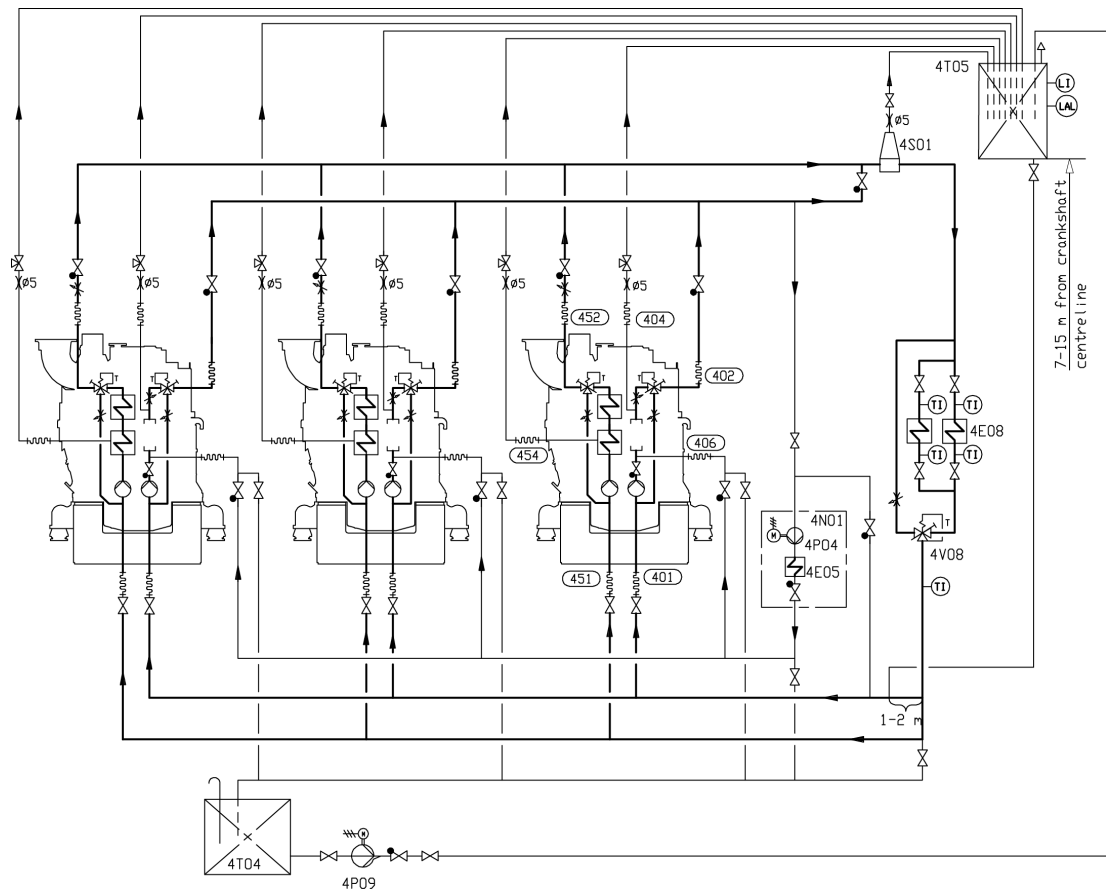 4T05
LI
LAL
ø5
4S01
7-15 m from crankshaft
centreline
ø5
ø5
ø5
ø5
ø5
ø5
452
404
T
T
T
T
T
T
402
TI
TI
4E08
406
454
TI
TI
4N01
M
4P04
T
4V08
4E05
451
401
TI
1-2 m
4T04
M
4P09